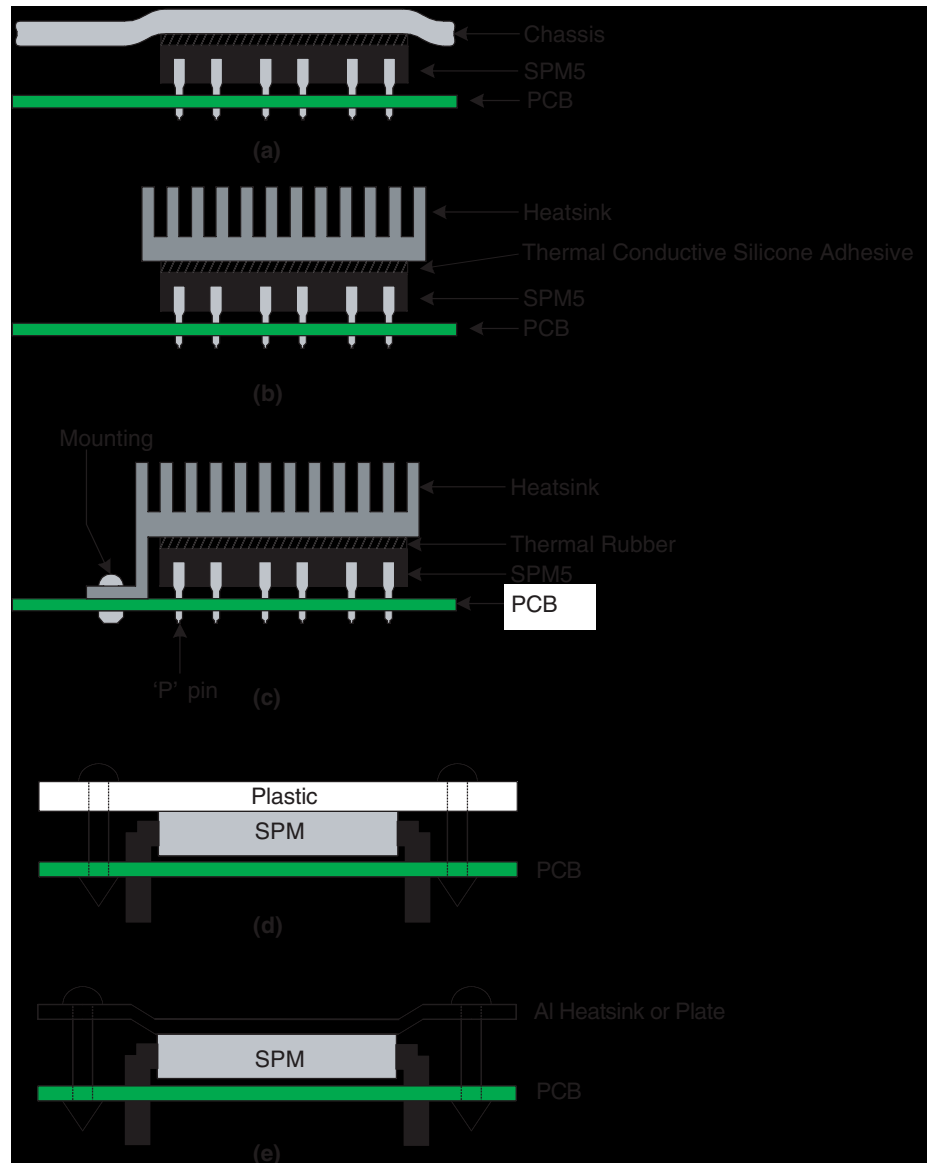 Chassis
SPM5
PCB
(a)
Heatsink
Thermal Conductive Silicone Adhesive
SPM5
PCB
(b)
Mounting
Heatsink
Thermal Rubber
SPM5
PCB
‘P’ pin
(c)
Plastic
SPM
PCB
(d)
Al Heatsink or Plate
SPM
PCB
(e)